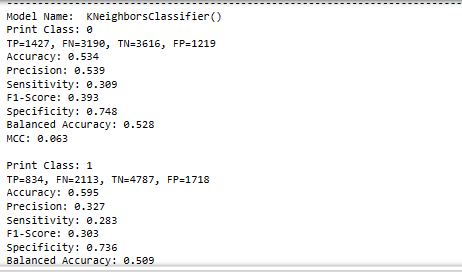 Model Name:  KNeighborsClassifier()
Print Class: 0
TP=1427, FN=3190, TN=3616, FP=1219
Accuracy: 0.534
Precision: 0.539
Sensitivity: 0.309
F1-Score: 0.393
Specificity: 0.748
Balanced Accuracy: 0.528
MCC: 0.063
Print Class: 1
TP=834, FN=2113, TN=4787, FP=1718
Accuracy: 0.595
Precision: 0.327
Sensitivity: 0.283
F1-Score: 0.303
Specificity: 0.736
Balanced Accuracy: 0.509